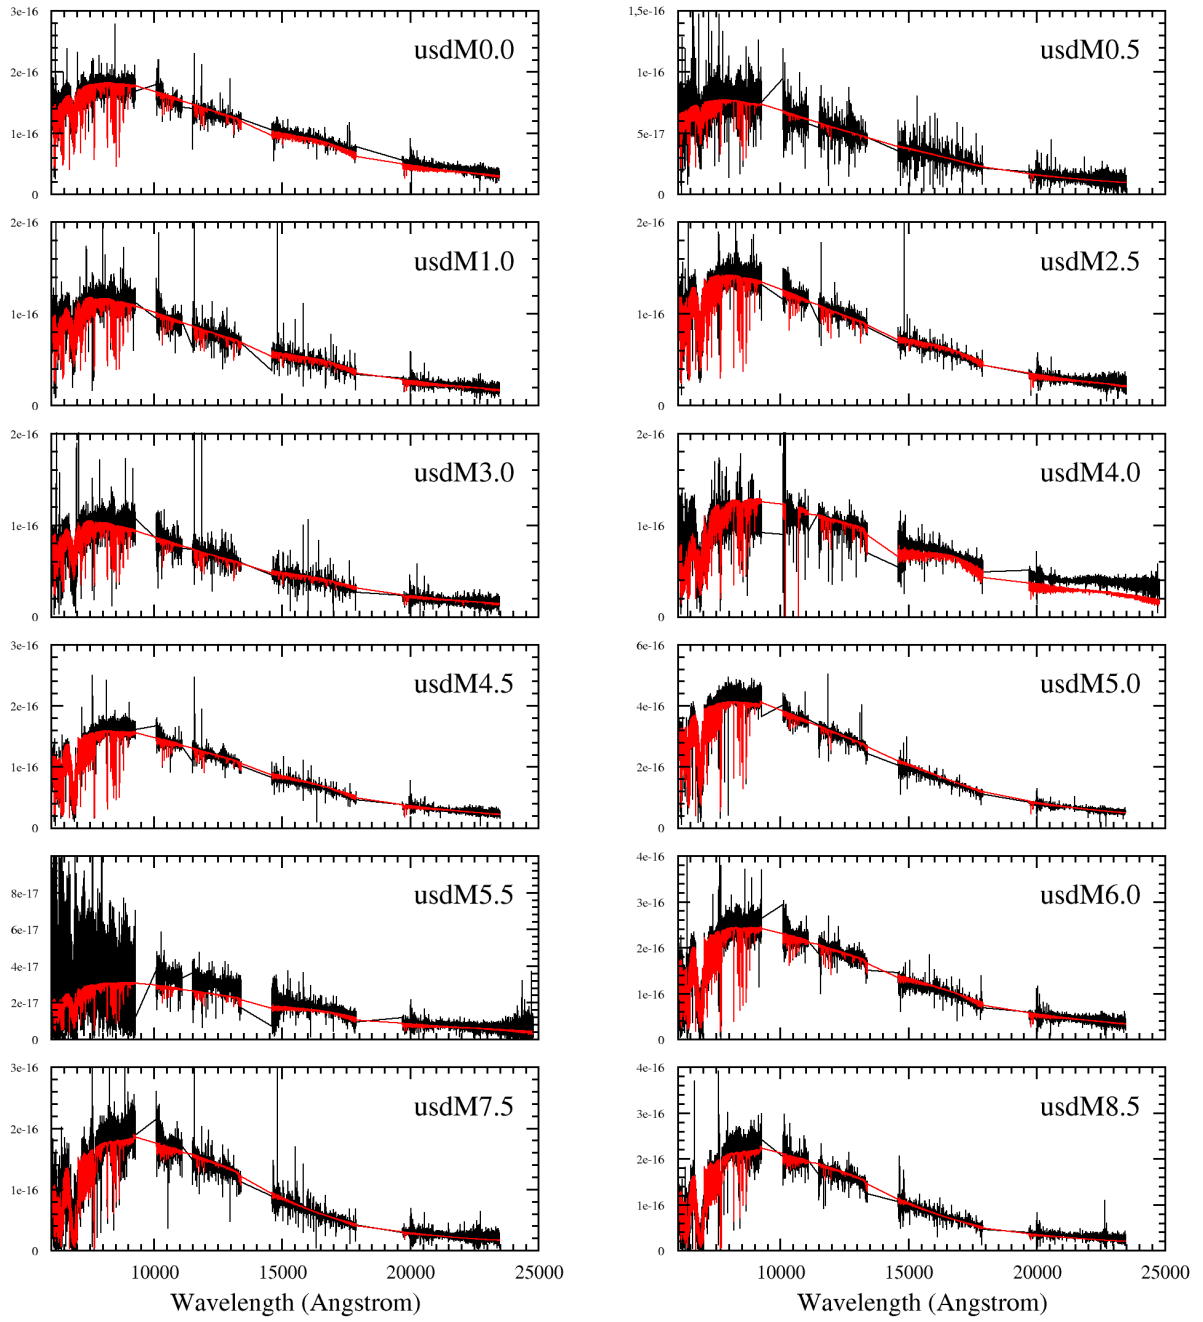 3e-16
2e-16
1e-16
0
usdM0.0
1,5e-16
1e-16
5e-17
0
usdM0.5
2e-16
1e-16
0
usdM1.0
2e-16
1e-16
0
usdM2.5
2e-16
1e-16
0
usdM3.0
2e-16
1e-16
0
usdM4.0
3e-16
2e-16
1e-16
0
usdM4.5
6e-16
4e-16
2e-16
0
usdM5.0
8e-17
6e-17
4e-17
2e-17
0
usdM5.5
4e-16
3e-16
2e-16
1e-16
0
usdM6.0
3e-16
2e-16
1e-16
0
usdM7.5
10000 15000 20000 25000
Wavelength (Angstrom)
4e-16
3e-16
2e-16
1e-16
0
usdM8.5
10000 15000 20000 25000
Wavelength (Angstrom)